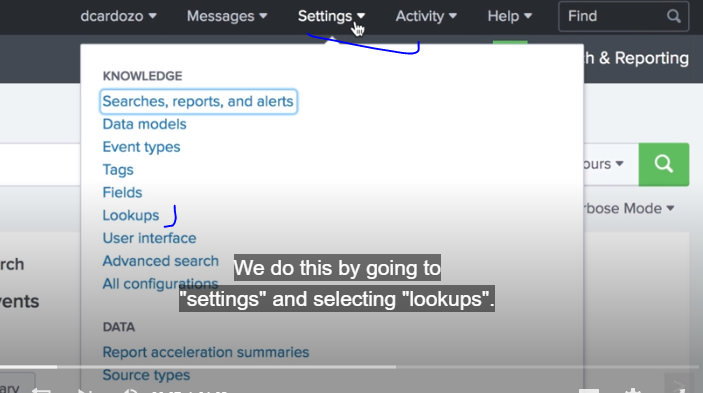 dcardozo Messages Settings Activity Help Find
h & Reporting
KNOWLEDGE
Searches, reports, and alerts
Data models
Event types
Tags
ours
Fields
Lookups
rbose Mode
User interface
Advanced search
rch
All configurations
ents
We do this by going to
"settings" and selecting "lookups".
DATA
Report acceleration summaries
Source types
ary